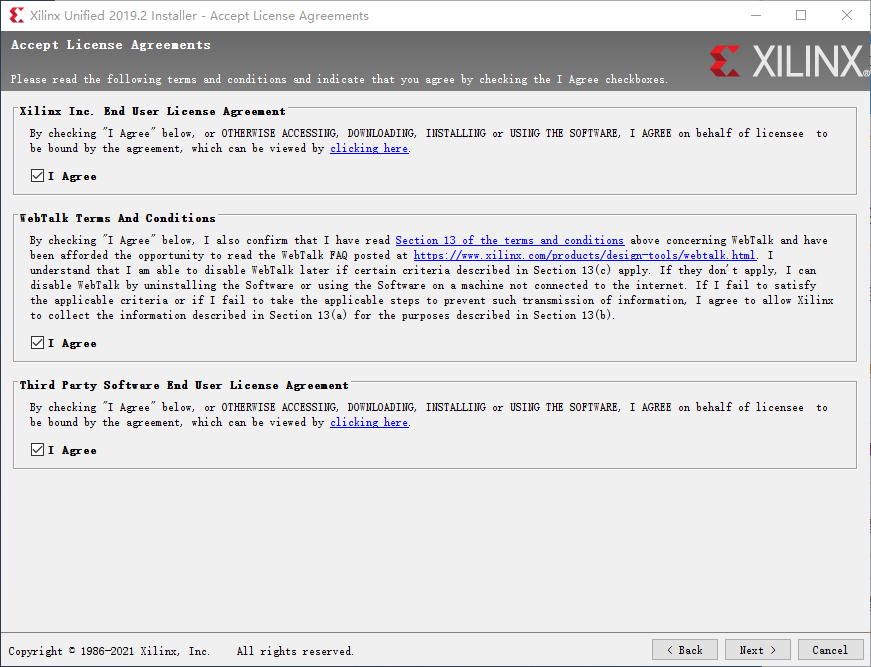 Xilinx Unified 2019.2 Installer - Accept License Agreements
Accept License Agreements
Please read the following terms and conditions and indicate that you agree by checking the I Agree checkboxes.
XILINX®
Xilinx Inc. End User License Agreement
By checking "I Agree" below, or OTHERWISE ACCESSING, DOWNLOADING, INSTALLING or USING THE SOFTWARE, I AGREE on behalf of licensee to
be bound by the agreement, which can be viewed by clicking here.
I Agree
WebTalk Terms And Conditions
By checking "I Agree" below, I also confirm that I have read Section 13 of the terms and conditions above concerning WebTalk and have
been afforded the opportunity to read the WebTalk FAQ posted at https://www.xilinx.com/products/design-tools/webtalk.html. I
understand that I am able to disable WebTalk later if certain criteria described in Section 13(c) apply. If they don't apply, I can
disable WebTalk by uninstalling the Software or using the Software on a machine not connected to the internet. If I fail to satisfy
the applicable criteria or if I fail to take the applicable steps to prevent such transmission of information, I agree to allow Xilinx
to collect the information described in Section 13(a) for the purposes described in Section 13(b).
I Agree
Third Party Software End User License Agreement
By checking "I Agree" below, or OTHERWISE ACCESSING, DOWNLOADING, INSTALLING or USING THE SOFTWARE, I AGREE on behalf of licensee to
be bound by the agreement, which can be viewed by clicking here.
I Agree
Copyright © 1986-2021 Xilinx, Inc. All rights reserved.
< Back
Next >
Cancel